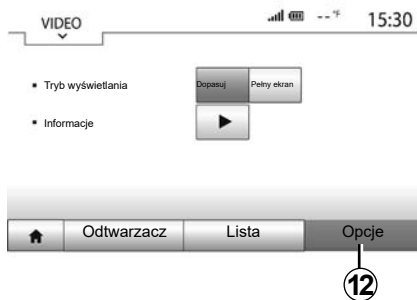 VIDEO --°F 15:30
Tryb wyświetlania Dopasuj Pełny ekran
Informacje
Odtwarzacz Lista Opcje
12